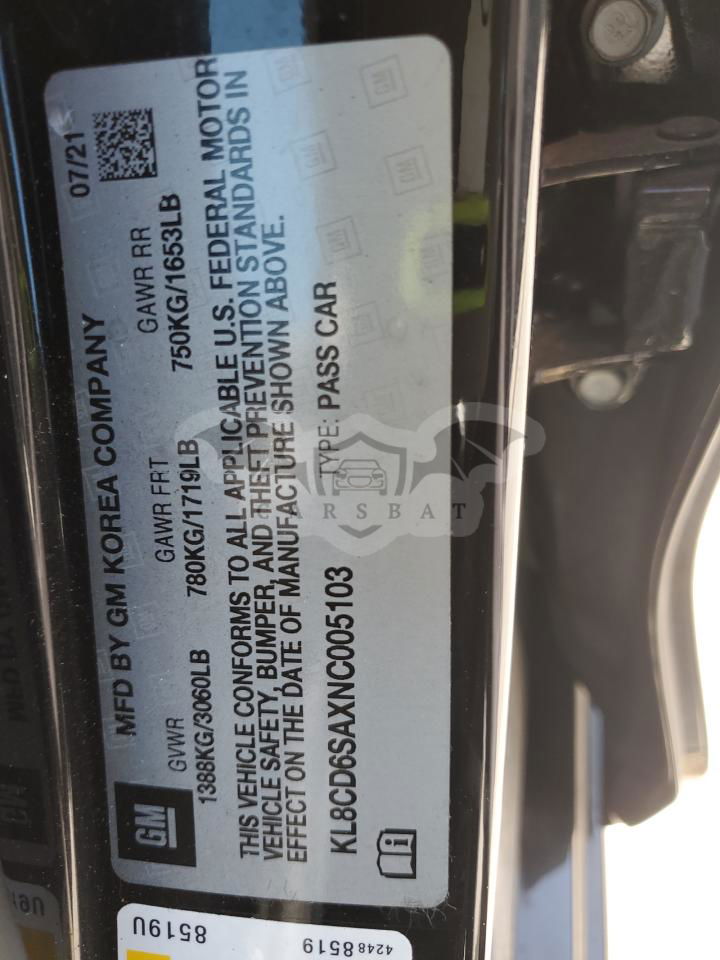 MFD BY GM KOREA COMPANY 07/21
GM
GVWR GAWR FRT GAWR RR
1388KG/3060LB 780KG/1719LB 750KG/1653LB
THIS VEHICLE CONFORMS TO ALL APPLICABLE U.S. FEDERAL MOTOR
VEHICLE SAFETY, BUMPER, AND THEFT PREVENTION STANDARDS IN
EFFECT ON THE DATE OF MANUFACTURE SHOWN ABOVE.
KL8CD6SAXNC005103 TYPE: PASS CAR
8519U
42488519
CARSBAT